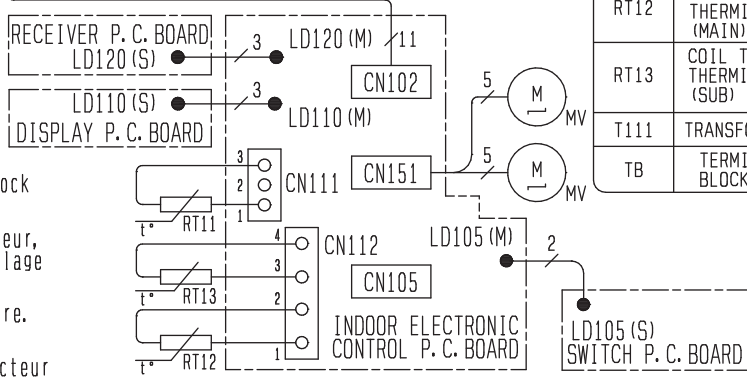 RECEIVER P.C.BOARD
LD120(S)
3
LD120(M)
11
CN102
LD110(S)
3
LD110(M)
DISPLAY P.C.BOARD
5
M
MV
CN151
5
M
MV
ock
eur,
lage
re.
cteur
3
2
1
CN111
t°
RT11
4
3
2
1
CN112
t°
RT13
t°
RT12
CN105
LD105(M)
2
INDOOR ELECTRONIC
CONTROL P.C.BOARD
LD105(S)
SWITCH P.C.BOARD
RT12
THERMI
(MAIN)
RT13
COIL T
THERMI
(SUB)
T111
TRANSFO
TB
TERMI
BLOCK